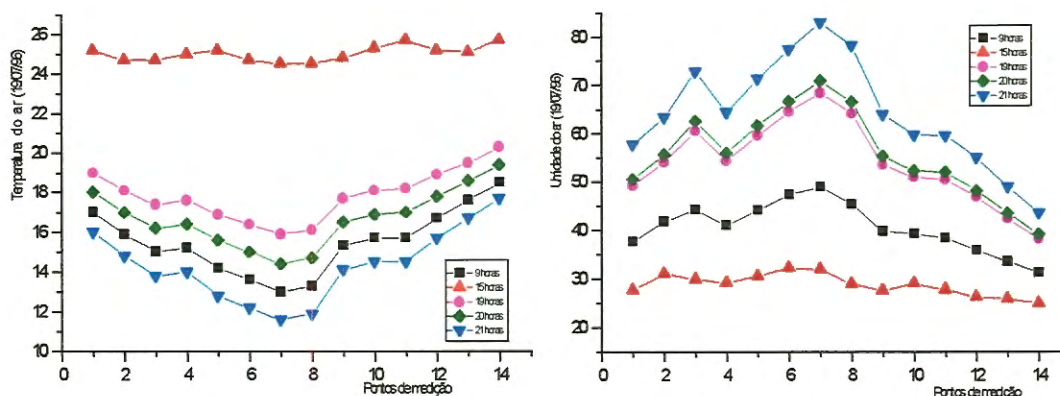 Temperatura do ar (19/07/96)
26
24
22
20
18
16
14
12
10
0 2 4 6 8 10 12 14
Pontos de medição
9horas
15horas
19horas
20horas
21horas
Unidade do ar (19/07/96)
80
70
60
50
40
30
20
0 2 4 6 8 10 12 14
Pontos de medição
9horas
15horas
19horas
20horas
21horas